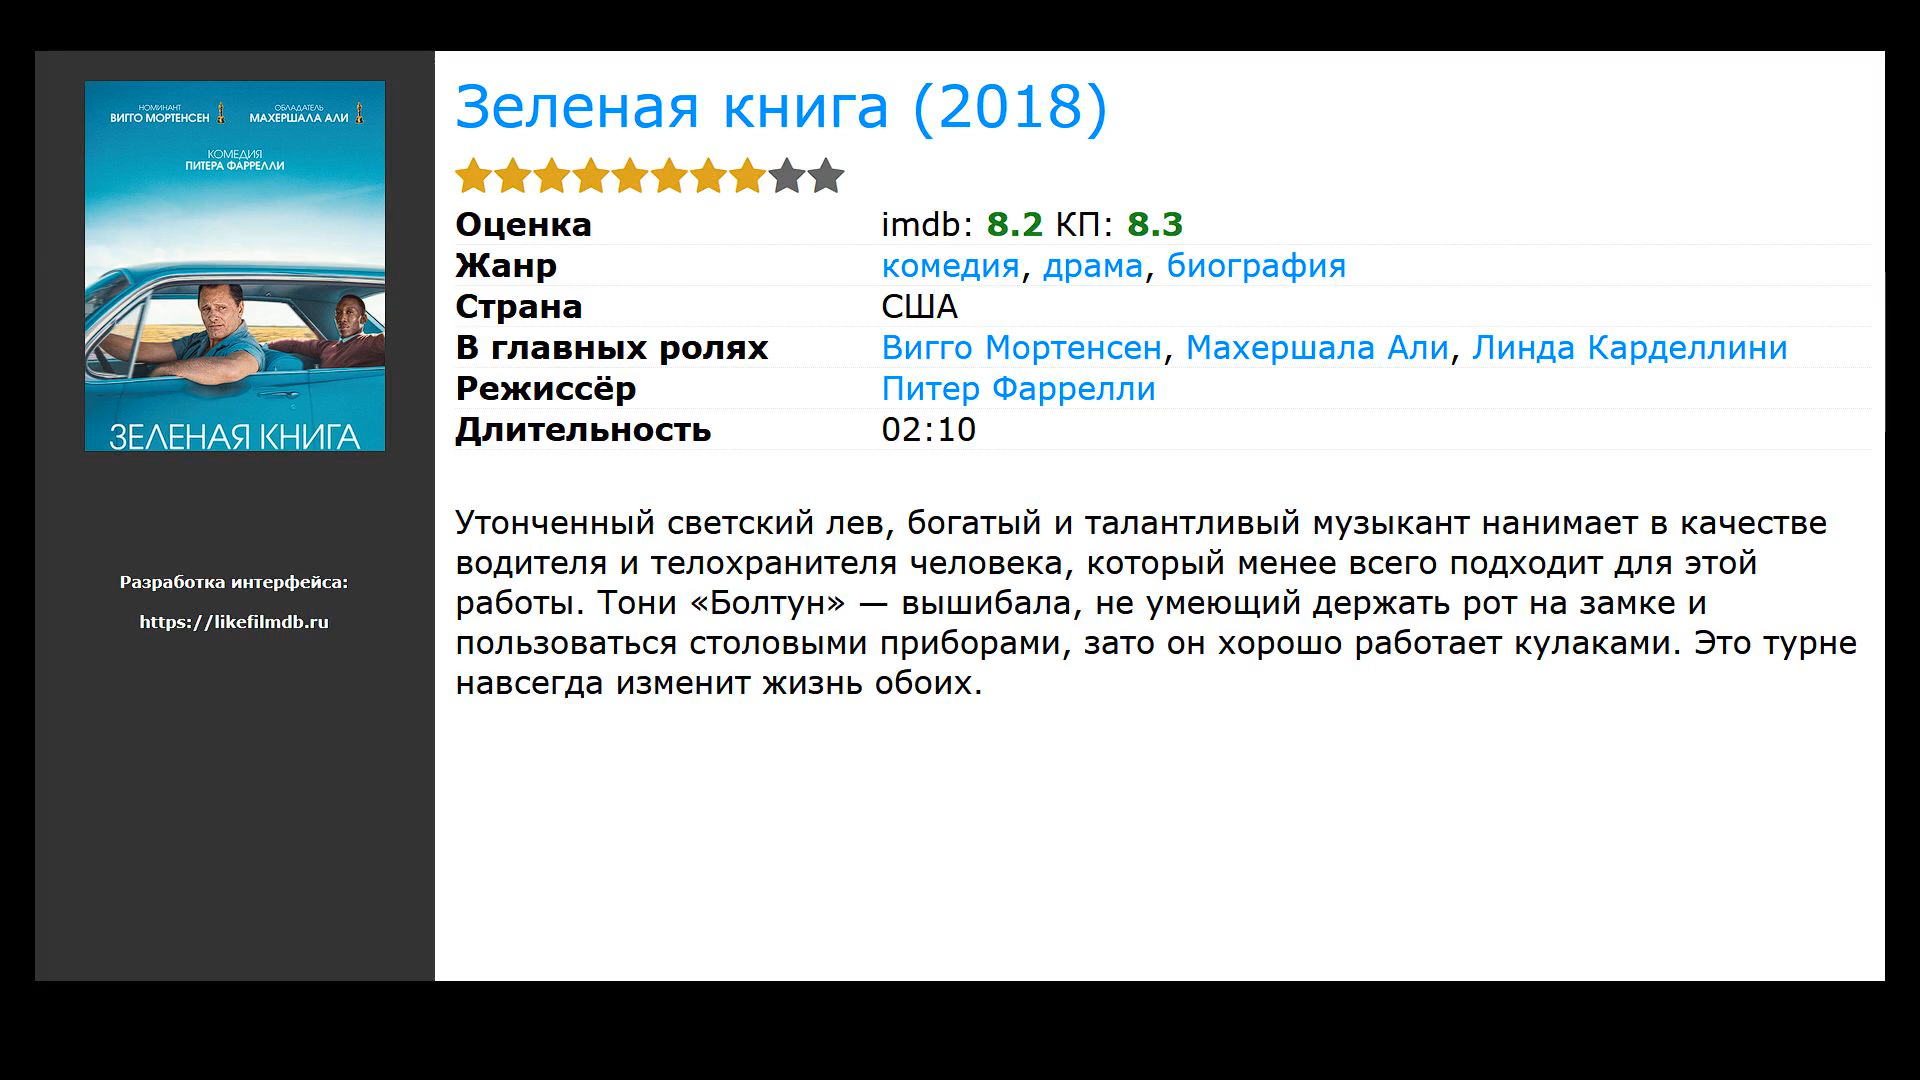 НОМИНАНТ
ВИГГО МОРТЕНСЕН
ОБЛАДАТЕЛЬ
МАХЕРШАЛА АЛИ
КОМЕДИЯ
ПИТЕРА ФАРРЕЛЛИ
ЗЕЛЕНАЯ КНИГА
Разработка интерфейса:
https://likefilmdb.ru
Зеленая книга (2018)
Оценка imdb: 8.2 КП: 8.3
Жанр комедия, драма, биография
Страна США
В главных ролях Вигго Мортенсен, Махершала Али, Линда Карделлини
Режиссёр Питер Фаррелли
Длительность 02:10
Утонченный светский лев, богатый и талантливый музыкант нанимает в качестве
водителя и телохранителя человека, который менее всего подходит для этой
работы. Тони «Болтун» — вышибала, не умеющий держать рот на замке и
пользоваться столовыми приборами, зато он хорошо работает кулаками. Это турне
навсегда изменит жизнь обоих.